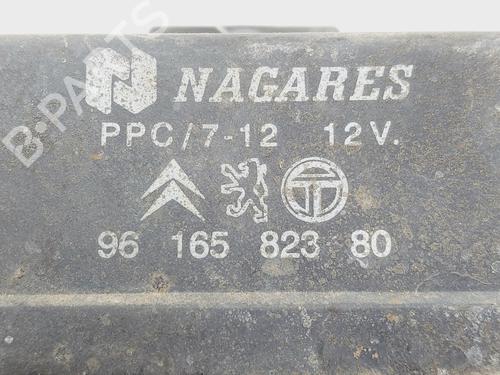 NAGARES
PPC/7-12 12V.
96 165 823 80
B-PARTS